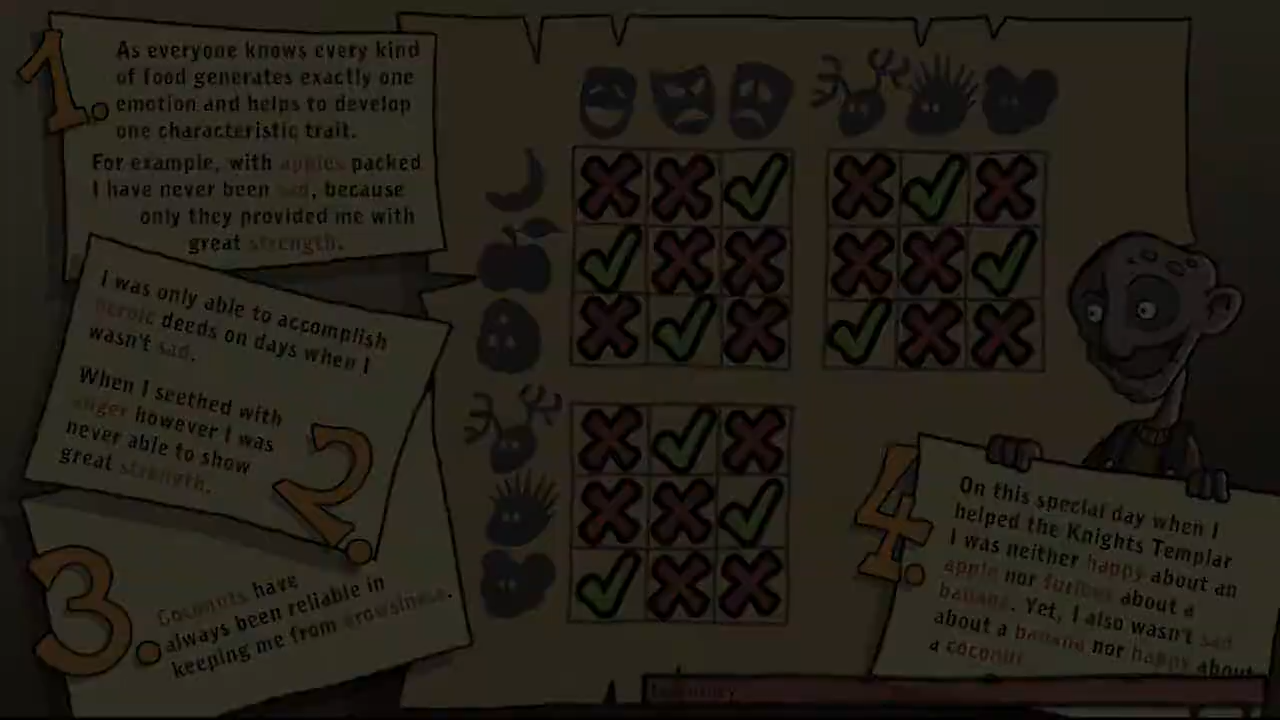 1.
As everyone knows every kind
of food generates exactly one
emotion and helps to develop
one characteristic trait.
For example, with apples packed
I have never been sad, because
only they provided me with
great strength.
I was only able to accomplish
heroic deeds on days when I
wasn't sad.
When I seethed with
anger however I was
never able to show
great strength.
2.
3.
Coconuts have
always been reliable in
keeping me from drowsiness.
4.
On this special day when I
helped the Knights Templar
I was neither happy about an
apple nor furious about a
banana. Yet, I also wasn't sad
about a banana nor happy about
a coconut